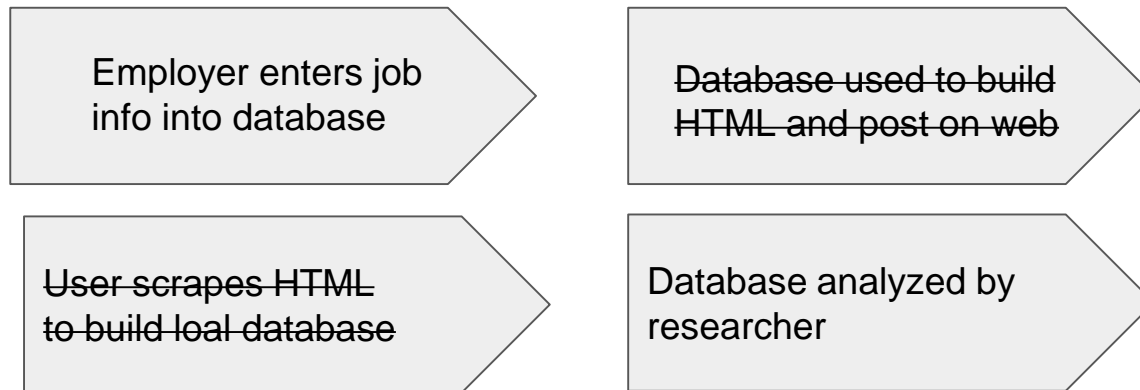 Employer enters job
info into database
Database used to build
HTML and post on web
User scrapes HTML
to build loal database
Database analyzed by
researcher